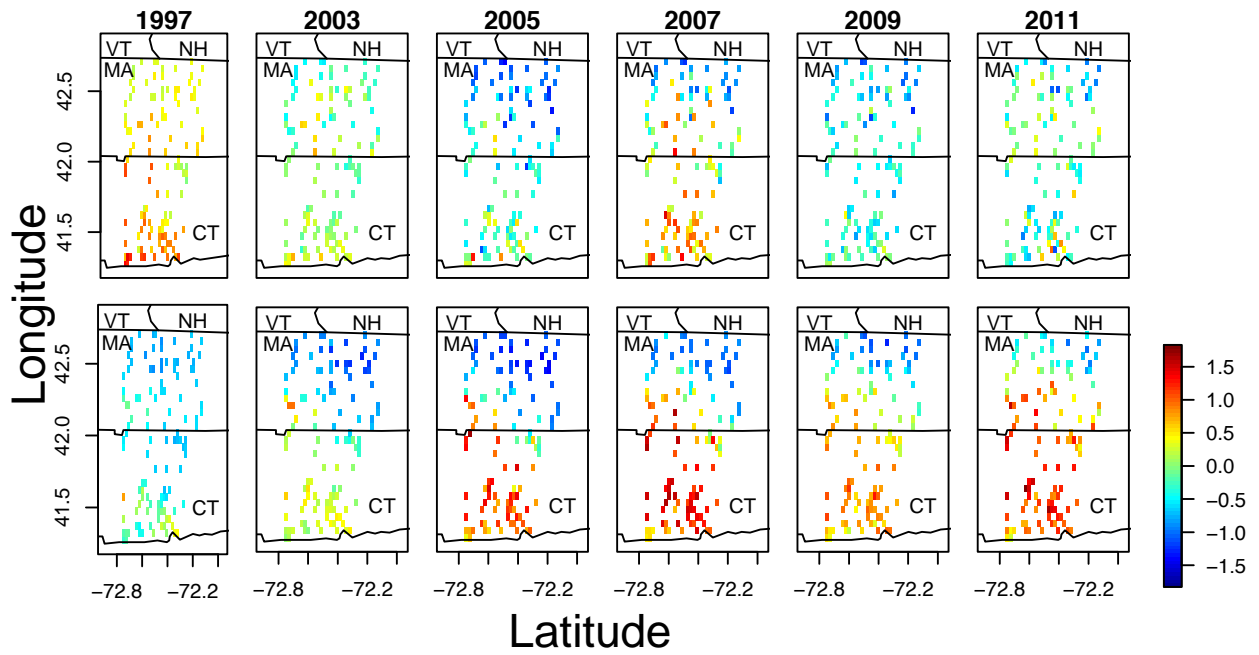 1997 2003 2005 2007 2009 2011
VT NH VT NH VT NH VT NH VT NH VT NH
MA MA MA MA MA MA
42.5
42.0
41.5
CT CT CT CT CT CT
Longitude
VT NH VT NH VT NH VT NH VT NH VT NH
MA MA MA MA MA MA
42.5
42.0
41.5
CT CT CT CT CT CT
−72.8 −72.2 −72.8 −72.2 −72.8 −72.2 −72.8 −72.2 −72.8 −72.2 −72.8 −72.2
Latitude
1.5
1.0
0.5
0.0
−0.5
−1.0
−1.5